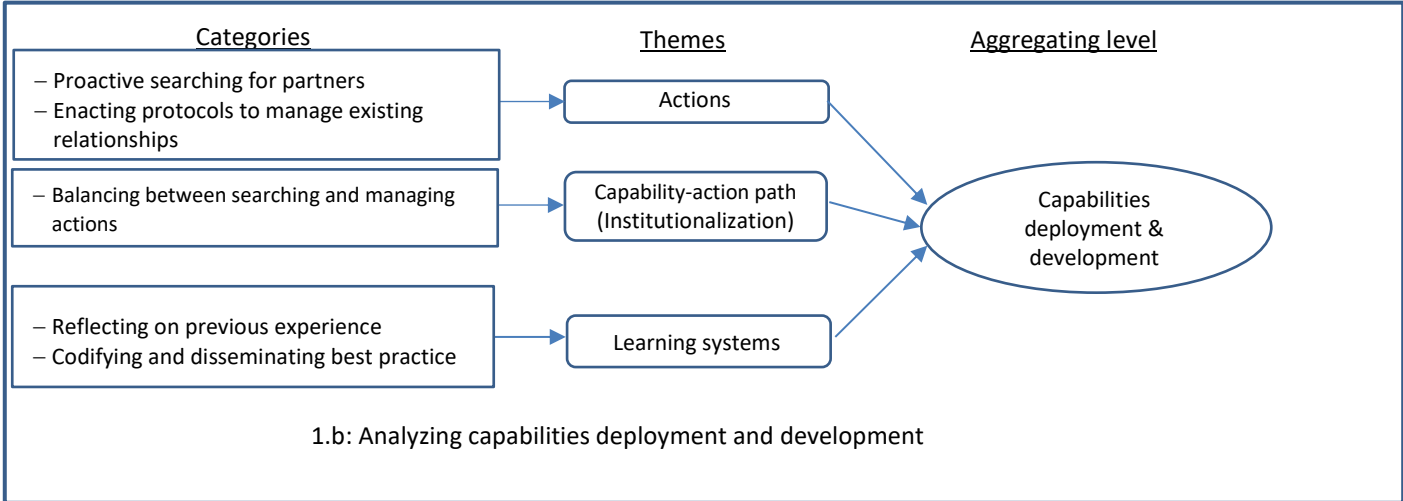 Categories
Themes
Aggregating level
– Proactive searching for partners
– Enacting protocols to manage existing
relationships
Actions
– Balancing between searching and managing
actions
Capability-action path
(Institutionalization)
Capabilities
deployment &
development
– Reflecting on previous experience
– Codifying and disseminating best practice
Learning systems
1.b: Analyzing capabilities deployment and development